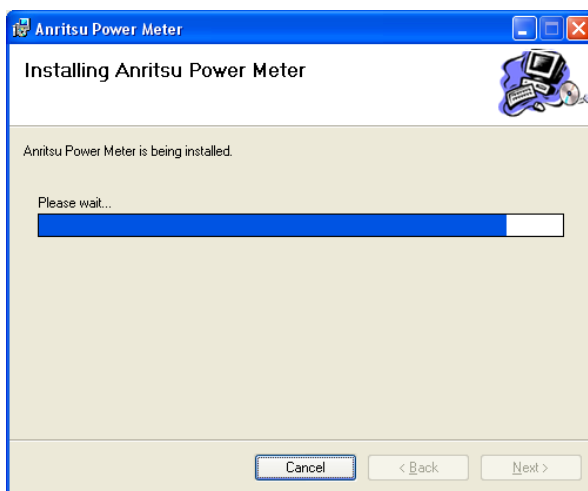 Anritsu Power Meter
Installing Anritsu Power Meter
Anritsu Power Meter is being installed.
Please wait...
Cancel
< Back
Next >